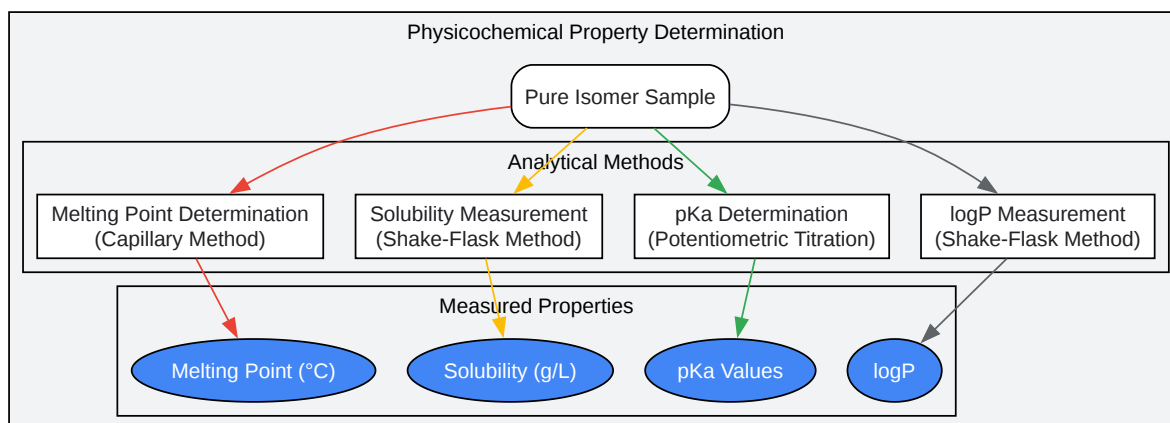 Physicochemical Property Determination
Pure Isomer Sample
Analytical Methods
Melting Point Determination
(Capillary Method)
Solubility Measurement
(Shake-Flask Method)
pKa Determination
(Potentiometric Titration)
logP Measurement
(Shake-Flask Method)
Measured Properties
Melting Point (°C)
Solubility (g/L)
pKa Values
logP